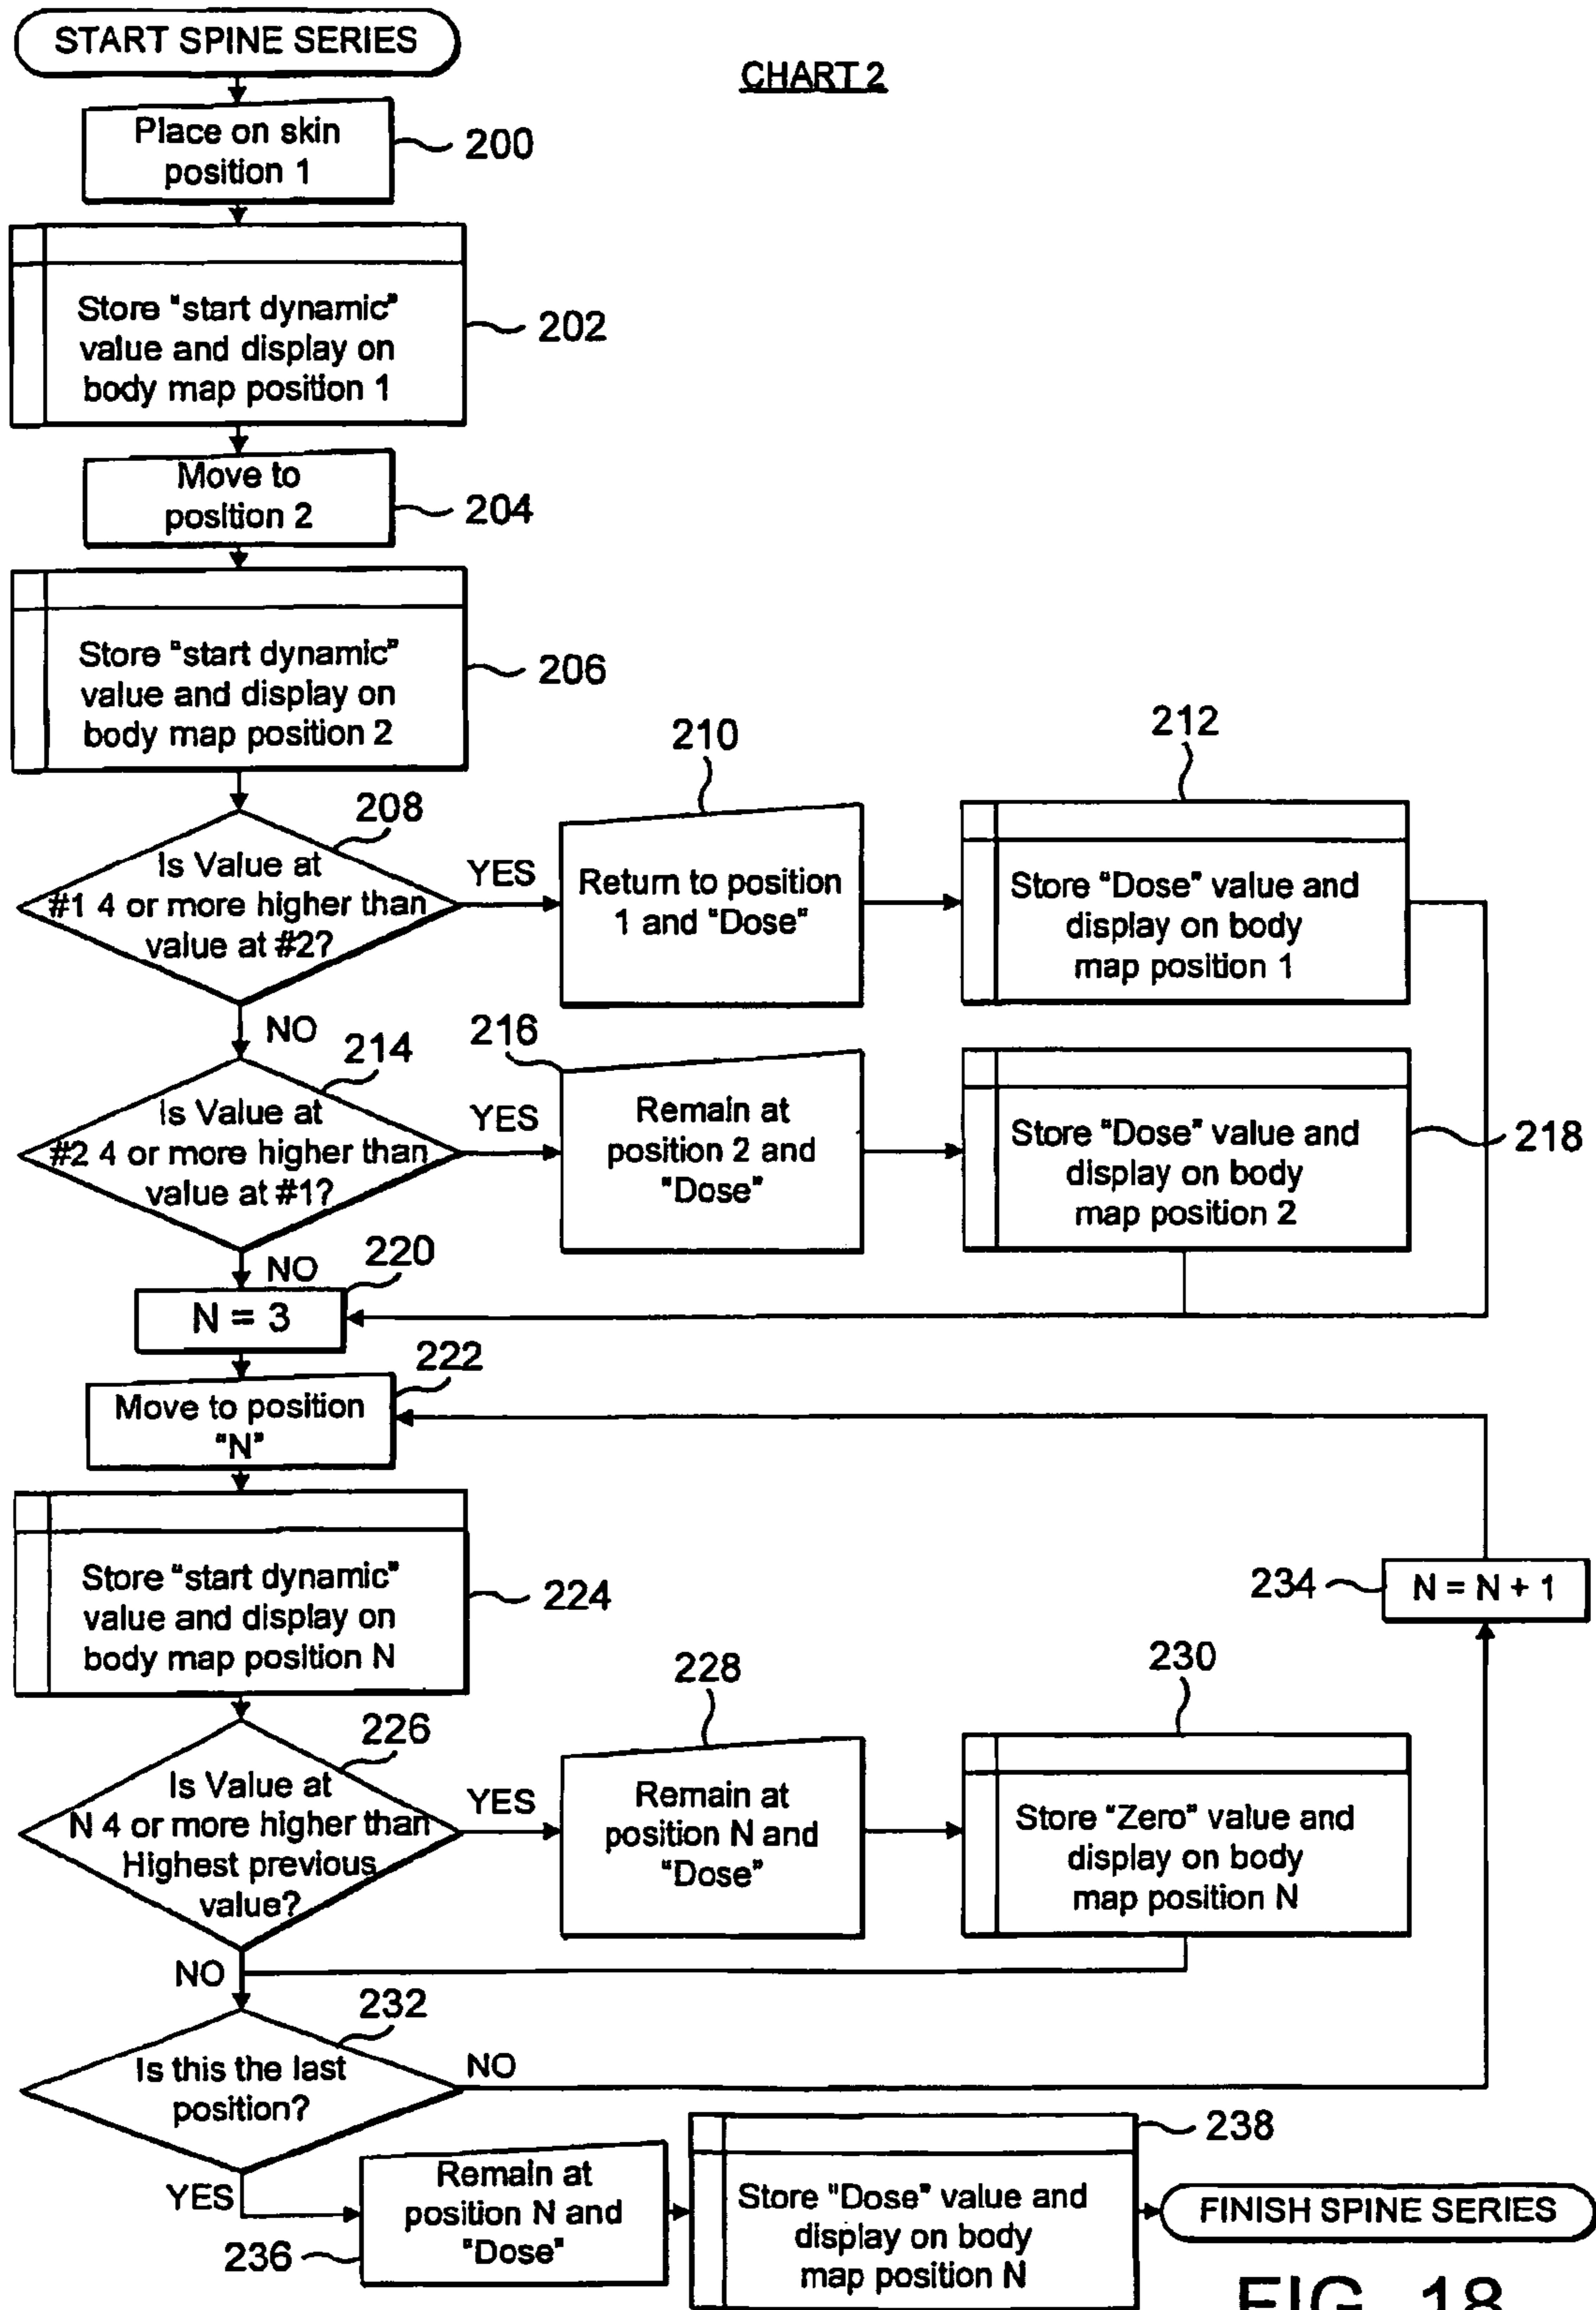 START SPINE SERIES
CHART 2
Place on skin
position 1
200
Store "start dynamic"
value and display on
body map position 1
202
Move to
position 2
204
Store "start dynamic"
value and display on
body map position 2
206
208
Is Value at
#1 4 or more higher than
value at #2?
YES
210
Return to position
1 and "Dose"
212
Store "Dose" value and
display on body
map position 1
NO
214
Is Value at
#2 4 or more higher than
value at #1?
YES
216
Remain at
position 2 and
"Dose"
Store "Dose" value and
display on body
map position 2
218
NO
220
N = 3
222
Move to position
"N"
Store "start dynamic"
value and display on
body map position N
224
234
N = N + 1
226
Is Value at
N 4 or more higher than
Highest previous
value?
YES
228
Remain at
position N and
"Dose"
230
Store "Zero" value and
display on body
map position N
NO
232
Is this the last
position?
NO
YES
236
Remain at
position N and
"Dose"
238
Store "Dose" value and
display on body
map position N
FINISH SPINE SERIES
FIG. 18